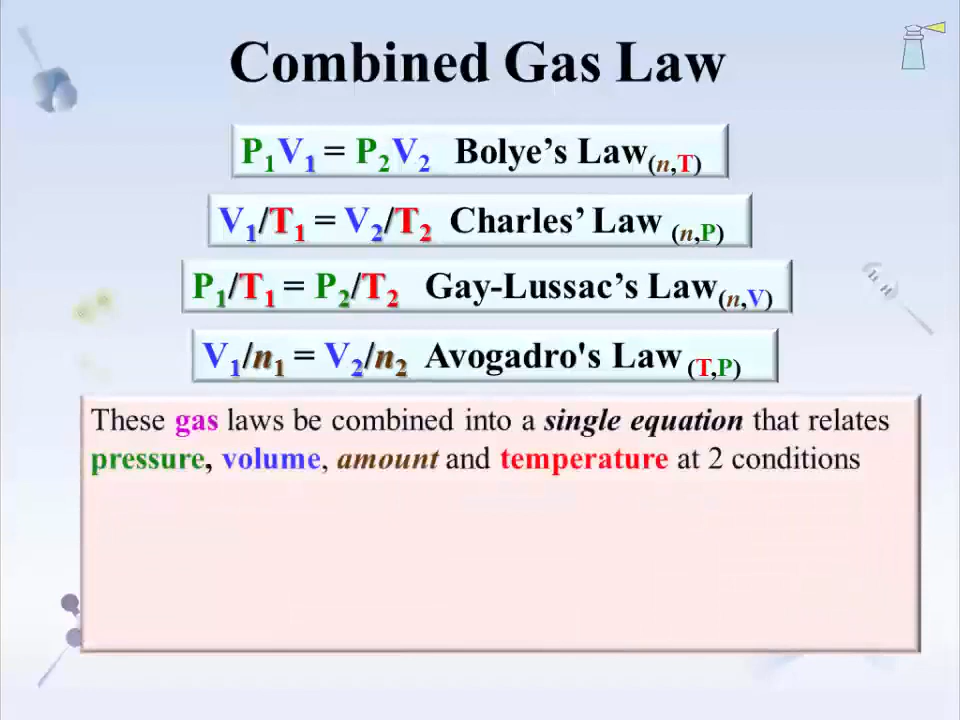 Combined Gas Law
P₁V₁ = P₂V₂ Bolye’s Law(n,T)
V₁/T₁ = V₂/T₂ Charles’ Law (n,P)
P₁/T₁ = P₂/T₂ Gay-Lussac’s Law(n,V)
V₁/n₁ = V₂/n₂ Avogadro's Law (T,P)
These gas laws be combined into a single equation that relates
pressure, volume, amount and temperature at 2 conditions